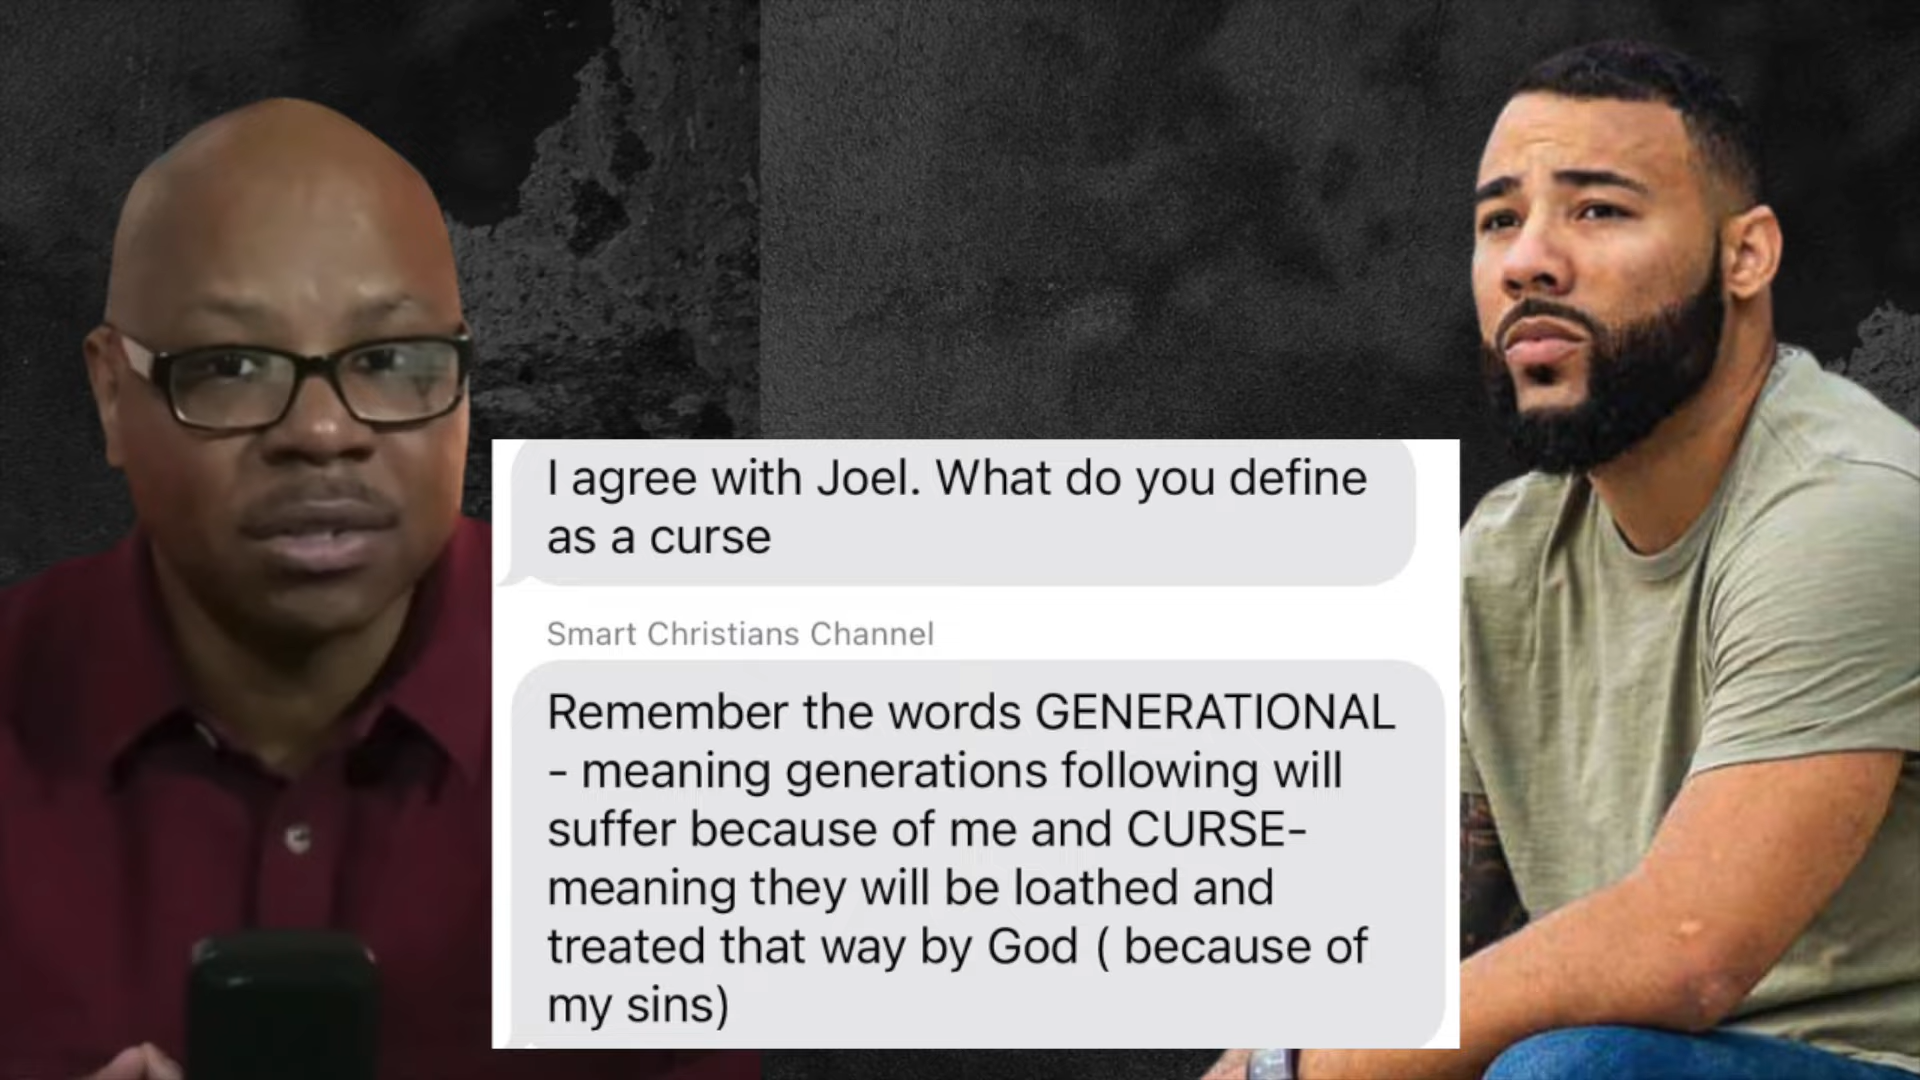 I agree with Joel. What do you define
as a curse
Smart Christians Channel
Remember the words GENERATIONAL
- meaning generations following will
suffer because of me and CURSE-
meaning they will be loathed and
treated that way by God ( because of
my sins)